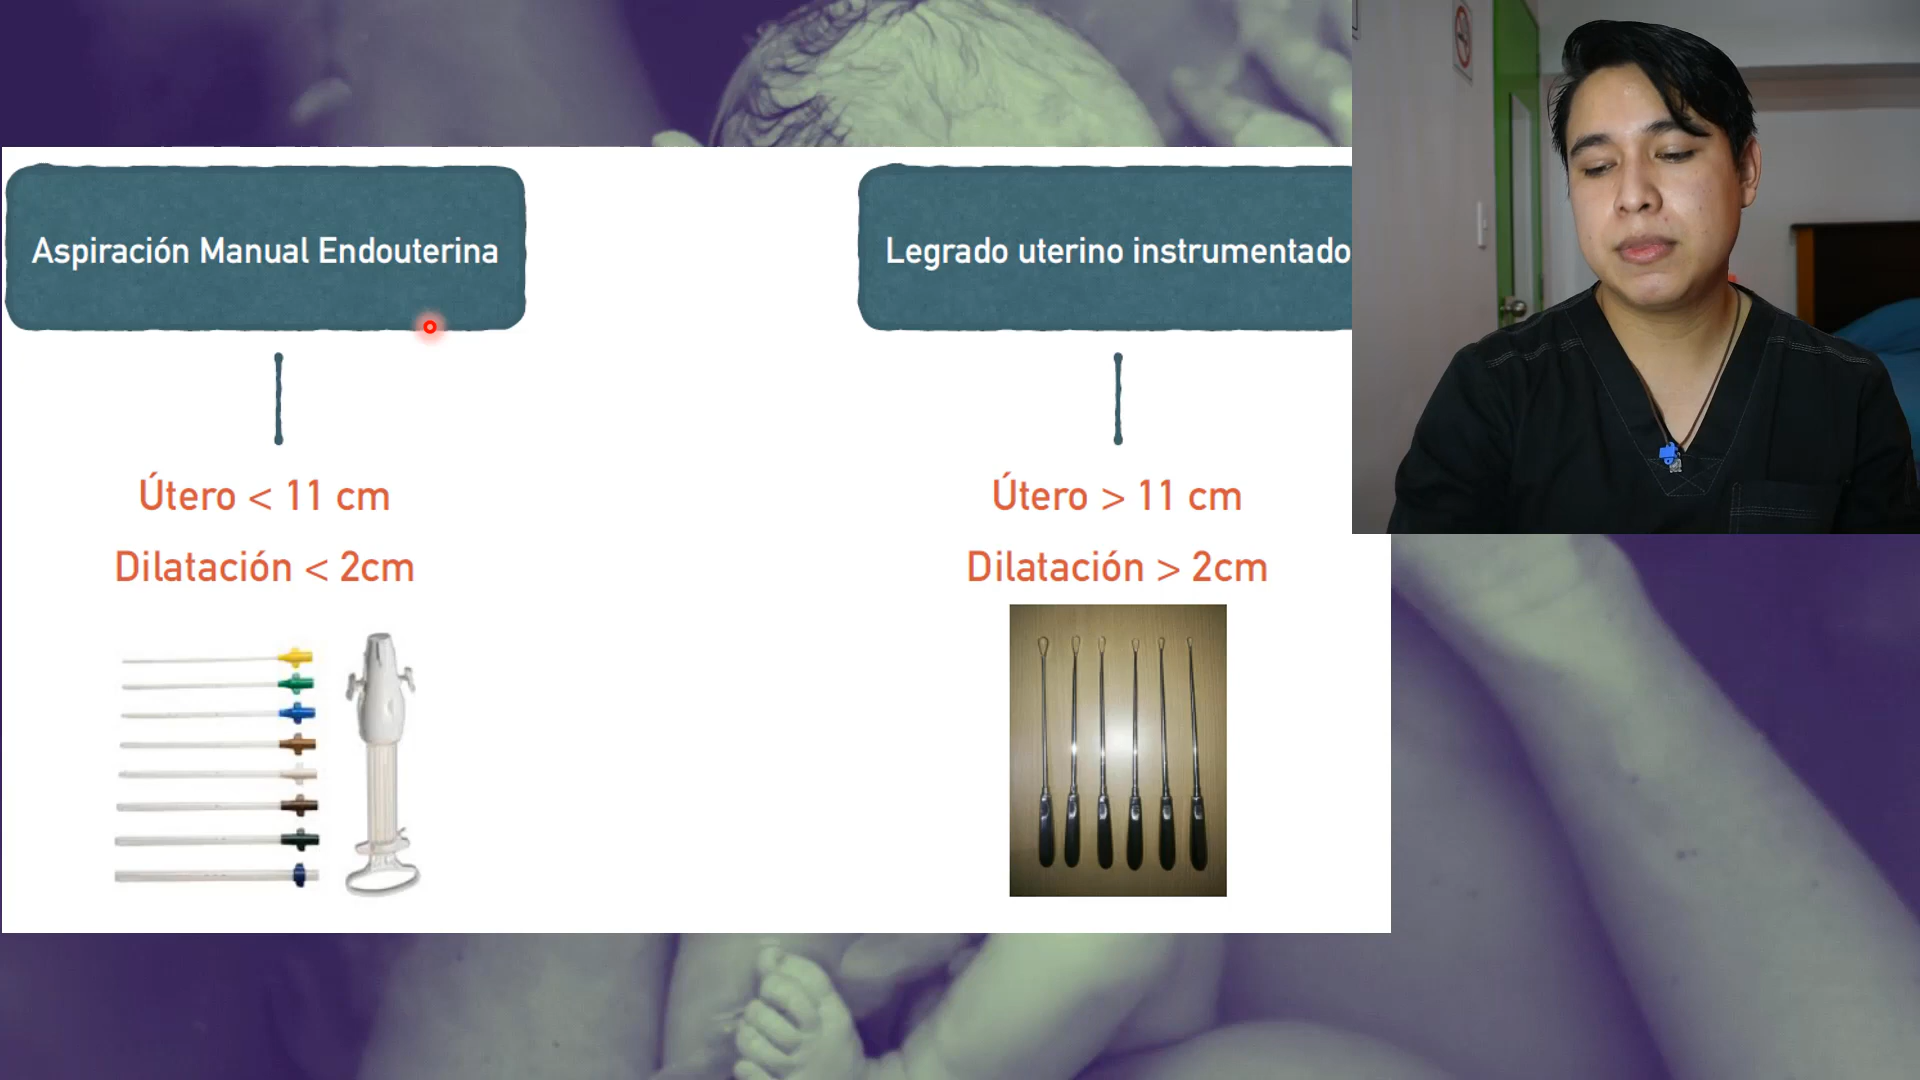 Aspiración Manual Endouterina
Útero < 11 cm
Dilatación < 2cm
Legrado uterino instrumentado
Útero > 11 cm
Dilatación > 2cm